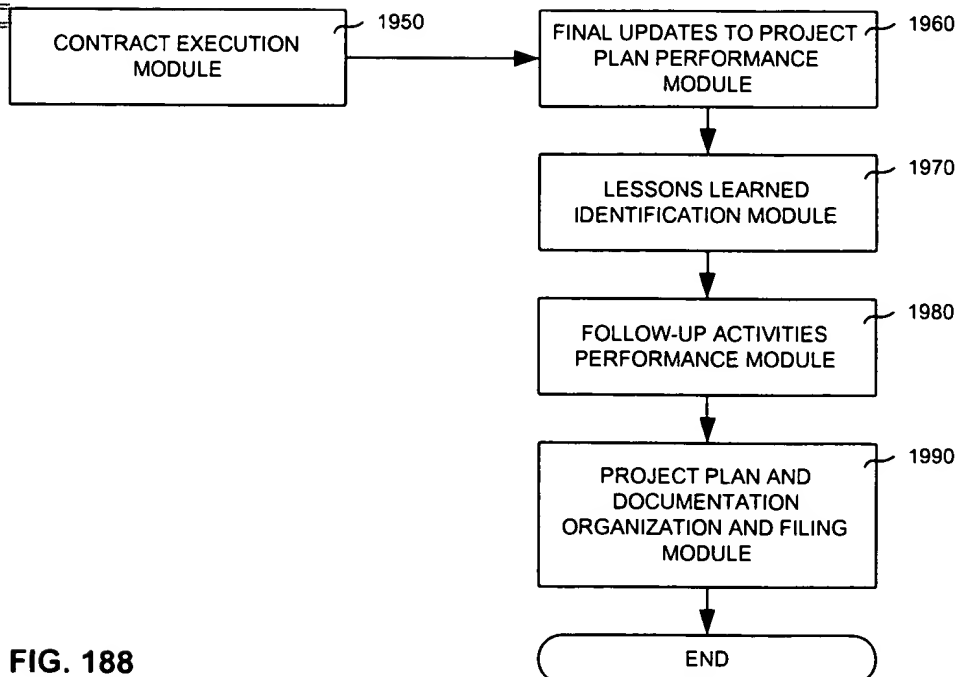 CONTRACT EXECUTION
MODULE
1950
FINAL UPDATES TO PROJECT
PLAN PERFORMANCE
MODULE
1960
LESSONS LEARNED
IDENTIFICATION MODULE
1970
FOLLOW-UP ACTIVITIES
PERFORMANCE MODULE
1980
PROJECT PLAN AND
DOCUMENTATION
ORGANIZATION AND FILING
MODULE
1990
END
FIG. 188